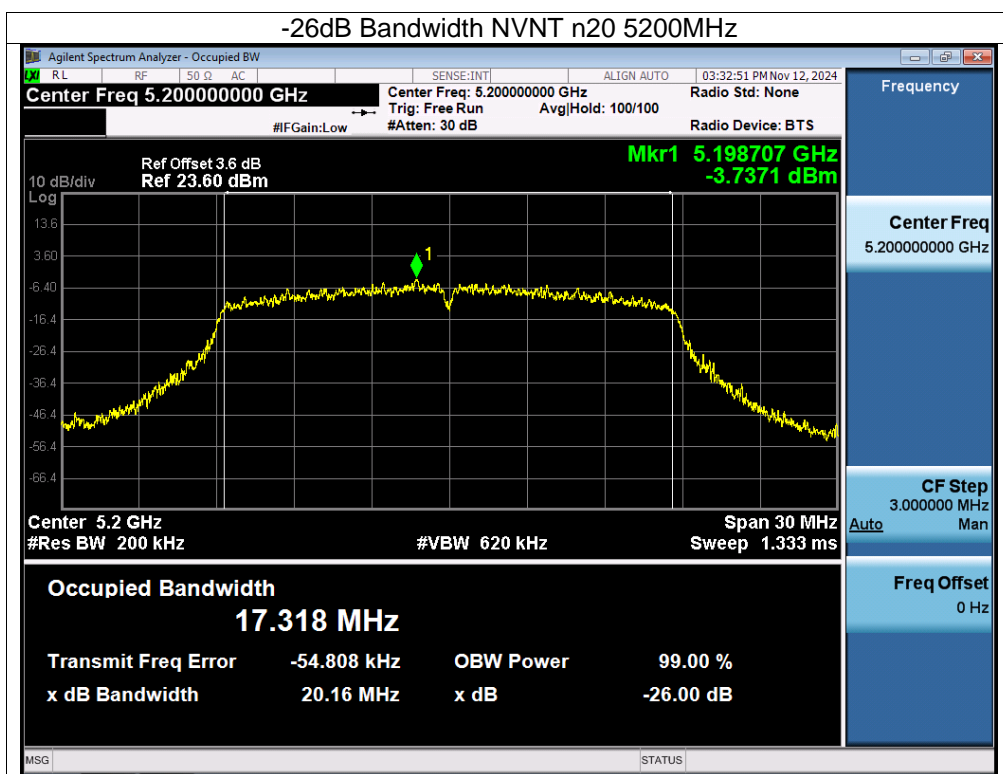 -26dB Bandwidth NVNT n20 5200MHz
Agilent Spectrum Analyzer - Occupied BW
LXI RL RF 50 Ω AC SENSE:INT ALIGN AUTO 03:32:51 PM Nov 12, 2024
Center Freq 5.200000000 GHz Center Freq: 5.200000000 GHz Radio Std: None
Trig: Free Run Avg|Hold: 100/100
#IFGain:Low #Atten: 30 dB Radio Device: BTS
Frequency
Ref Offset 3.6 dB Mkr1 5.198707 GHz
10 dB/div Ref 23.60 dBm -3.7371 dBm
Log
13.6
3.60
-6.40
-16.4
-26.4
-36.4
-46.4
-56.4
-66.4
1
Center 5.2 GHz Span 30 MHz
#Res BW 200 kHz #VBW 620 kHz Sweep 1.333 ms
Center Freq
5.200000000 GHz
CF Step
3.000000 MHz
Auto Man
Freq Offset
0 Hz
Occupied Bandwidth
17.318 MHz
Transmit Freq Error -54.808 kHz OBW Power 99.00 %
x dB Bandwidth 20.16 MHz x dB -26.00 dB
MSG STATUS